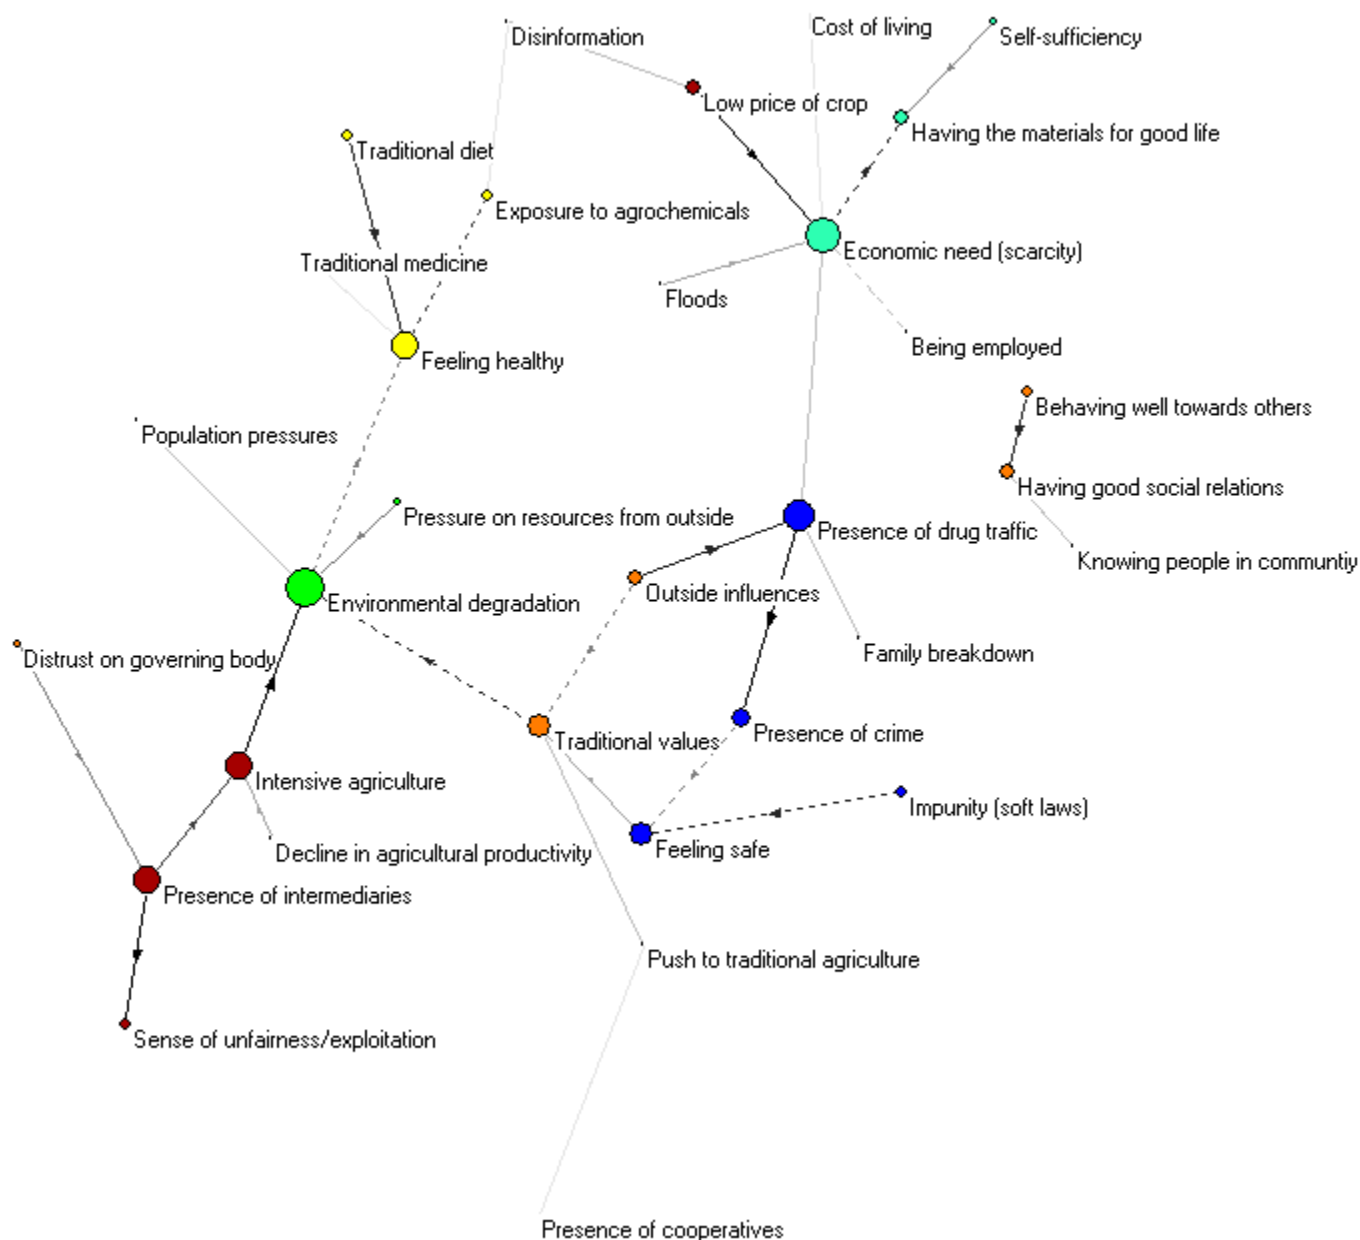 Cost of living
Disinformation
Self-sufficiency
Low price of crop
Having the materials for good life
Traditional diet
Exposure to agrochemicals
Economic need (scarcity)
Traditional medicine
Floods
Being employed
Feeling healthy
Behaving well towards others
Population pressures
Having good social relations
Pressure on resources from outside
Presence of drug traffic
Knowing people in communtiy
Outside influences
Environmental degradation
Family breakdown
Distrust on governing body
Presence of crime
Traditional values
Intensive agriculture
Impunity (soft laws)
Feeling safe
Decline in agricultural productivity
Presence of intermediaries
Push to traditional agriculture
Sense of unfairness/exploitation
Presence of cooperatives